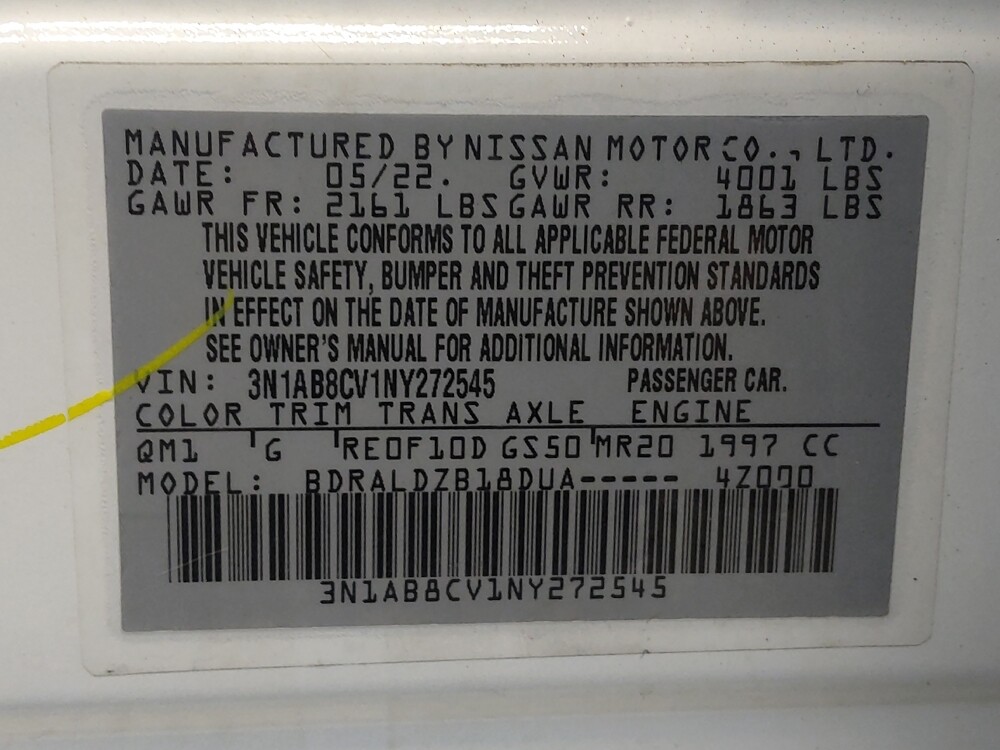 MANUFACTURED BY NISSAN MOTOR CO., LTD.
DATE: 05/22. GVWR: 4001 LBS
GAWR FR: 2161 LBS GAWR RR: 1863 LBS
THIS VEHICLE CONFORMS TO ALL APPLICABLE FEDERAL MOTOR
VEHICLE SAFETY, BUMPER AND THEFT PREVENTION STANDARDS
IN EFFECT ON THE DATE OF MANUFACTURE SHOWN ABOVE.
SEE OWNER'S MANUAL FOR ADDITIONAL INFORMATION.
VIN: 3N1AB8CV1NY272545 PASSENGER CAR.
COLOR TRIM TRANS AXLE ENGINE
QM1 G RE0F10D GS50 MR20 1997 CC
MODEL: BDRALDZB18DUA----- 4Z000
3N1AB8CV1NY272545